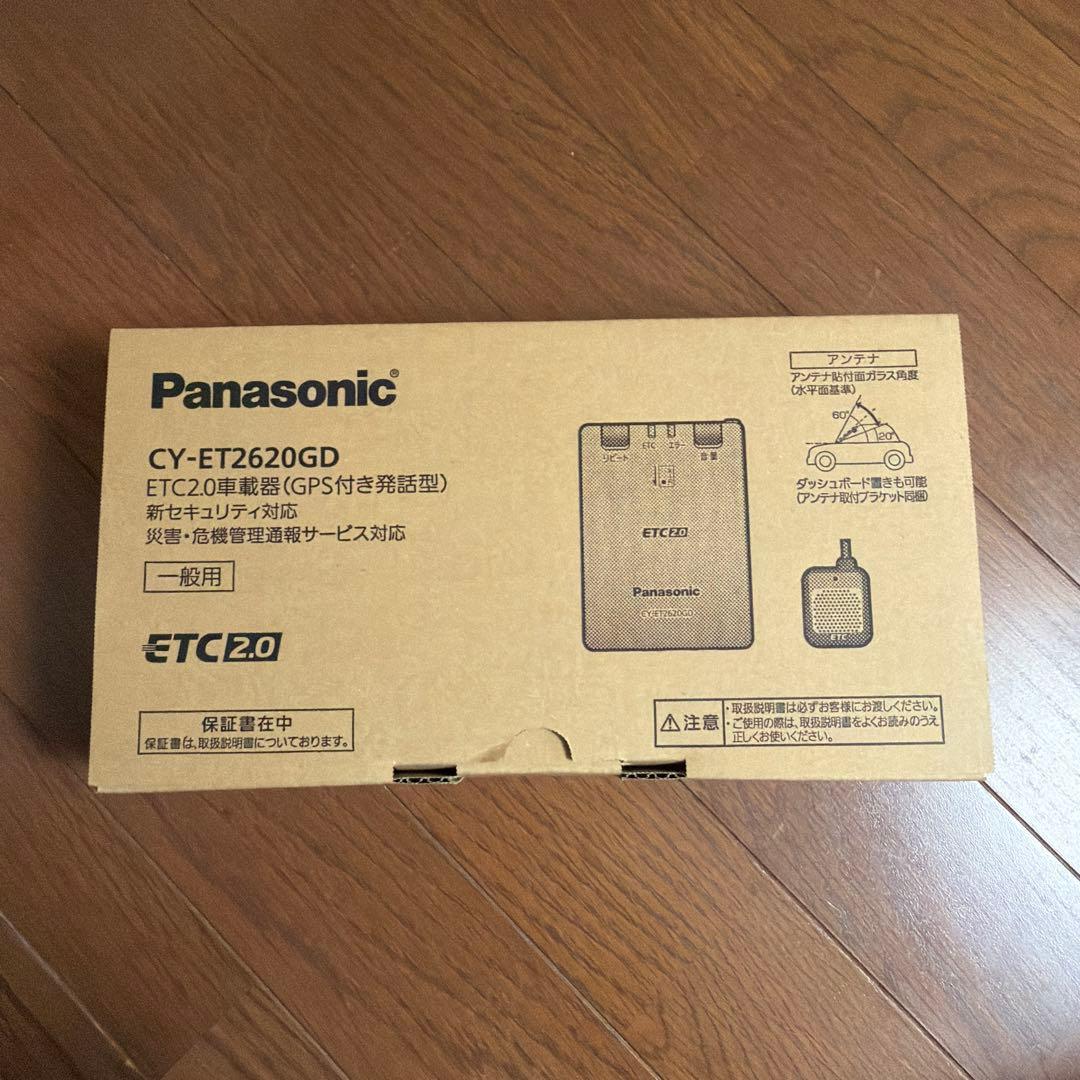 Panasonic®
CY-ET2620GD
ETC2.0車載器(GPS付き発話型)
新セキュリティ対応
災害・危機管理通報サービス対応
一般用
ETC2.0
保証書在中
保証書は、取扱説明書についております。
リピート
ETC
エラー
音量
ETC2.0
Panasonic
CY-ET2620GD
アンテナ
アンテナ貼付面ガラス角度
(水平面基準)
60°
20°
ダッシュボード置きも可能
(アンテナ取付ブラケット同梱)
ETC
注意
・取扱説明書は必ずお客様にお渡しください。
・ご使用の際は、取扱説明書をよくお読みのうえ
正しくお使いください。